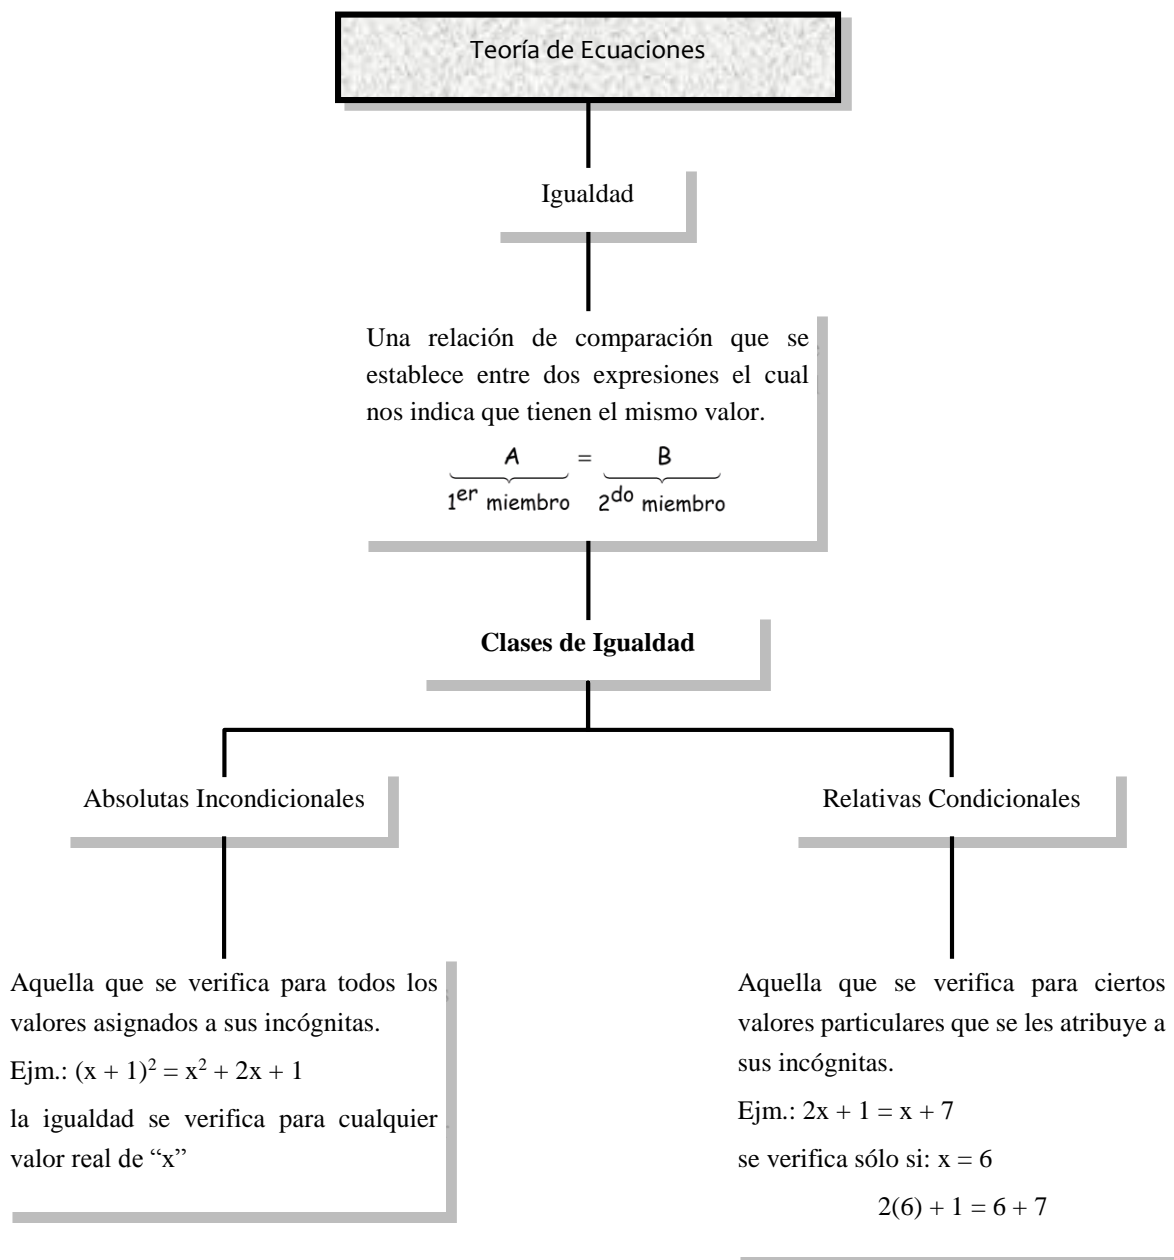 Teoría de Ecuaciones
Igualdad
Una relación de comparación que se
establece entre dos expresiones el cual
nos indica que tienen el mismo valor.
A = B
1er miembro 2do miembro
Clases de Igualdad
Absolutas Incondicionales
Aquella que se verifica para todos los
valores asignados a sus incógnitas.
Ejm.: (x + 1)² = x² + 2x + 1
la igualdad se verifica para cualquier
valor real de “x”
Relativas Condicionales
Aquella que se verifica para ciertos
valores particulares que se les atribuye a
sus incógnitas.
Ejm.: 2x + 1 = x + 7
se verifica sólo si: x = 6
2(6) + 1 = 6 + 7